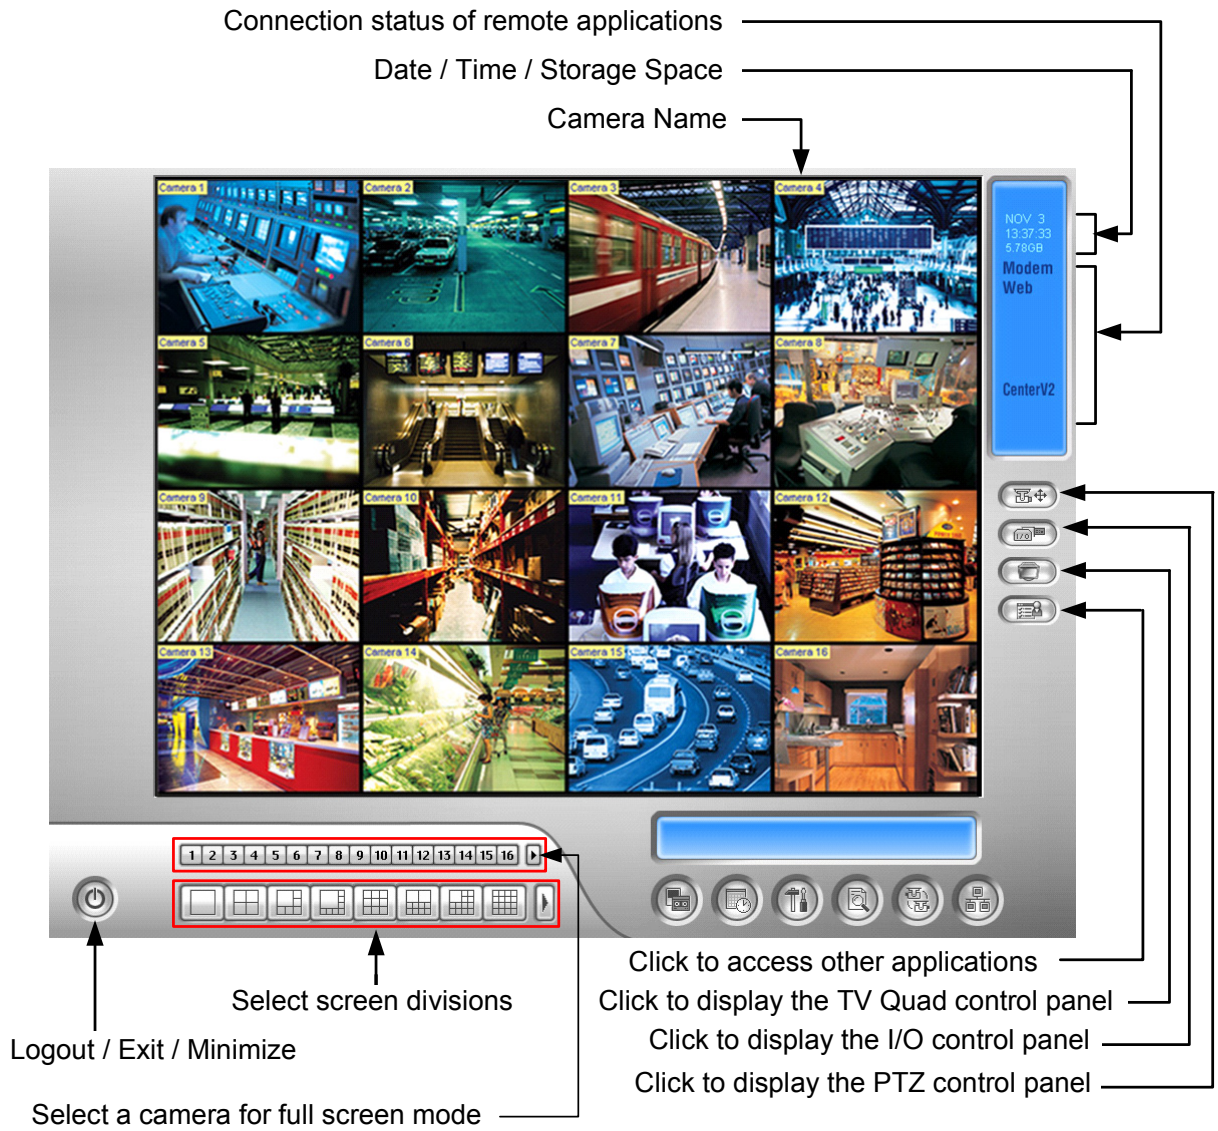 Connection status of remote applications
Date / Time / Storage Space
Camera Name
Camera 1
Camera 2
Camera 3
Camera 4
NOV 3
13:37:33
5.78GB
Modem
Web
CenterV2
Camera 5
Camera 6
Camera 7
Camera 8
Camera 9
Camera 10
Camera 11
Camera 12
I/O
Camera 13
Camera 14
Camera 15
Camera 16
1 2 3 4 5 6 7 8 9 10 11 12 13 14 15 16
Click to access other applications
Select screen divisions
Click to display the TV Quad control panel
Logout / Exit / Minimize
Click to display the I/O control panel
Click to display the PTZ control panel
Select a camera for full screen mode